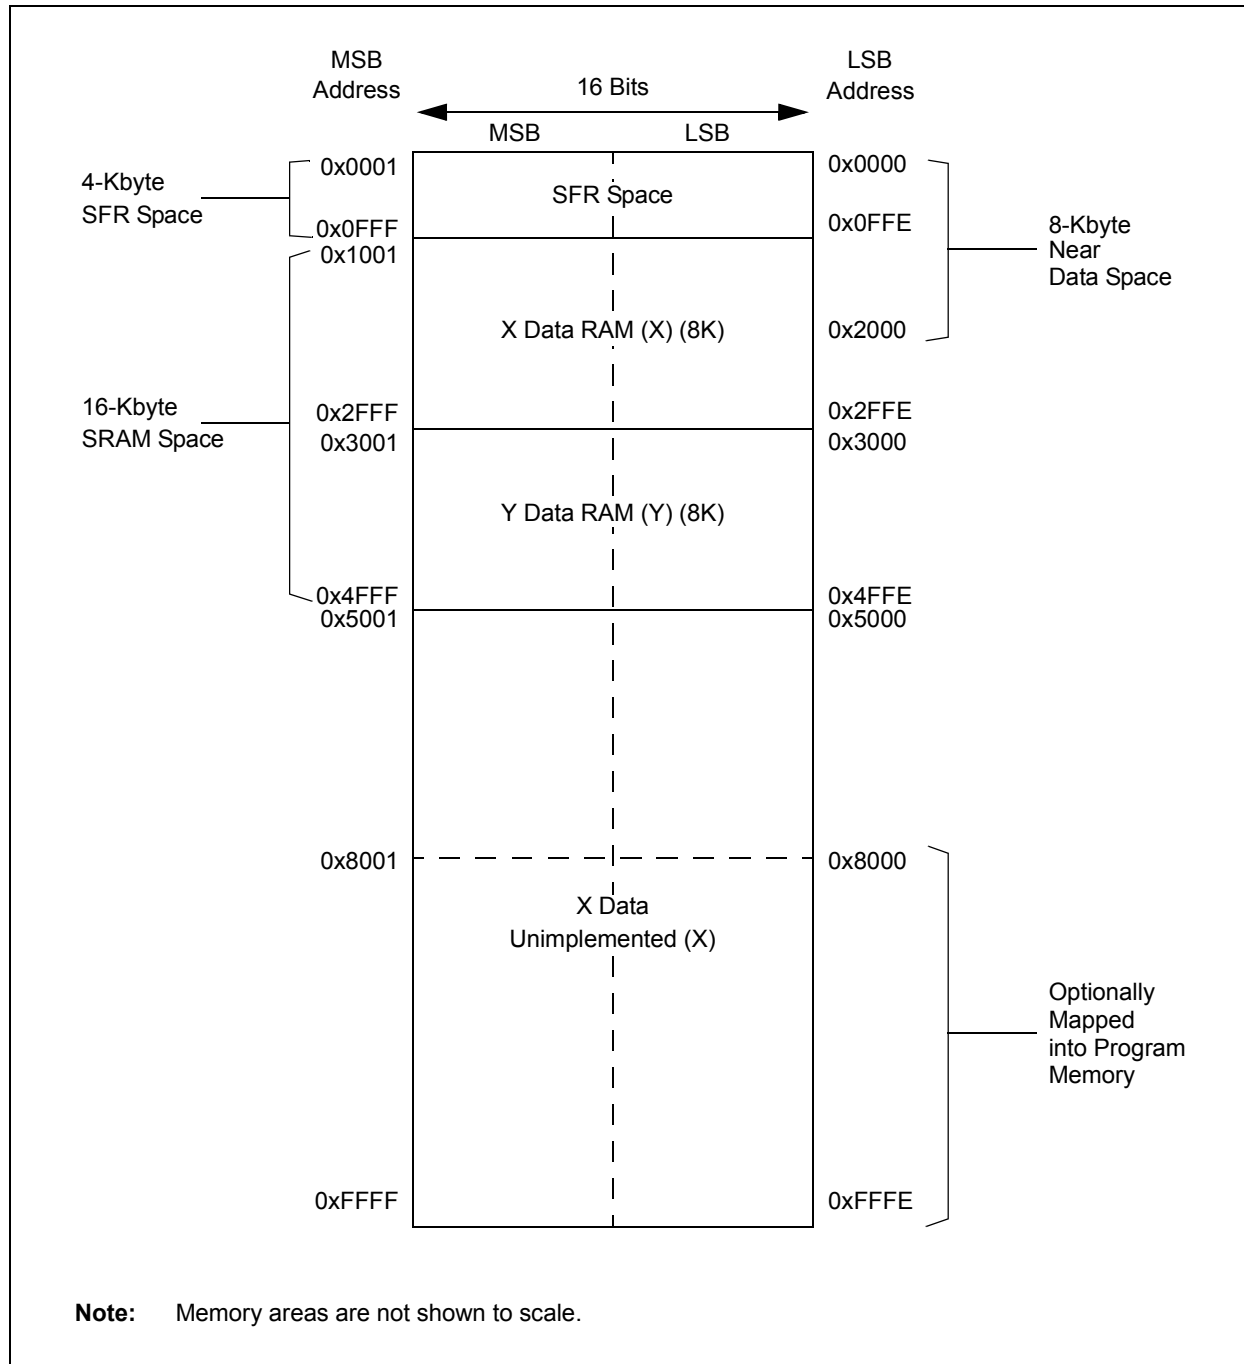 MSB
Address
LSB
Address
16 Bits
MSB
LSB
0x0001
0x0000
4-Kbyte
SFR Space
SFR Space
0x0FFF
0x0FFE
8-Kbyte
Near
Data Space
0x1001
X Data RAM (X) (8K)
0x2000
16-Kbyte
SRAM Space
0x2FFF
0x2FFE
0x3001
0x3000
Y Data RAM (Y) (8K)
0x4FFF
0x4FFE
0x5001
0x5000
0x8001
0x8000
X Data
Unimplemented (X)
Optionally
Mapped
into Program
Memory
0xFFFF
0xFFFE
Note: Memory areas are not shown to scale.